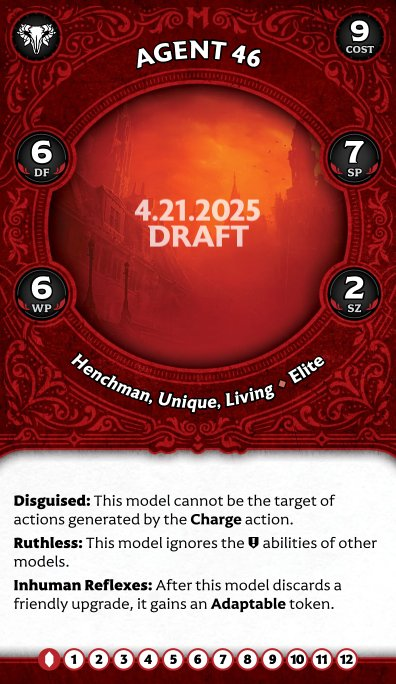 AGENT 46
9
COST
6
DF
7
SP
4.21.2025
DRAFT
6
WP
2
SZ
Henchman, Unique, Living ◆ Elite
Disguised: This model cannot be the target of
actions generated by the Charge action.
Ruthless: This model ignores the abilities of other
models.
Inhuman Reflexes: After this model discards a
friendly upgrade, it gains an Adaptable token.
1 2 3 4 5 6 7 8 9 10 11 12